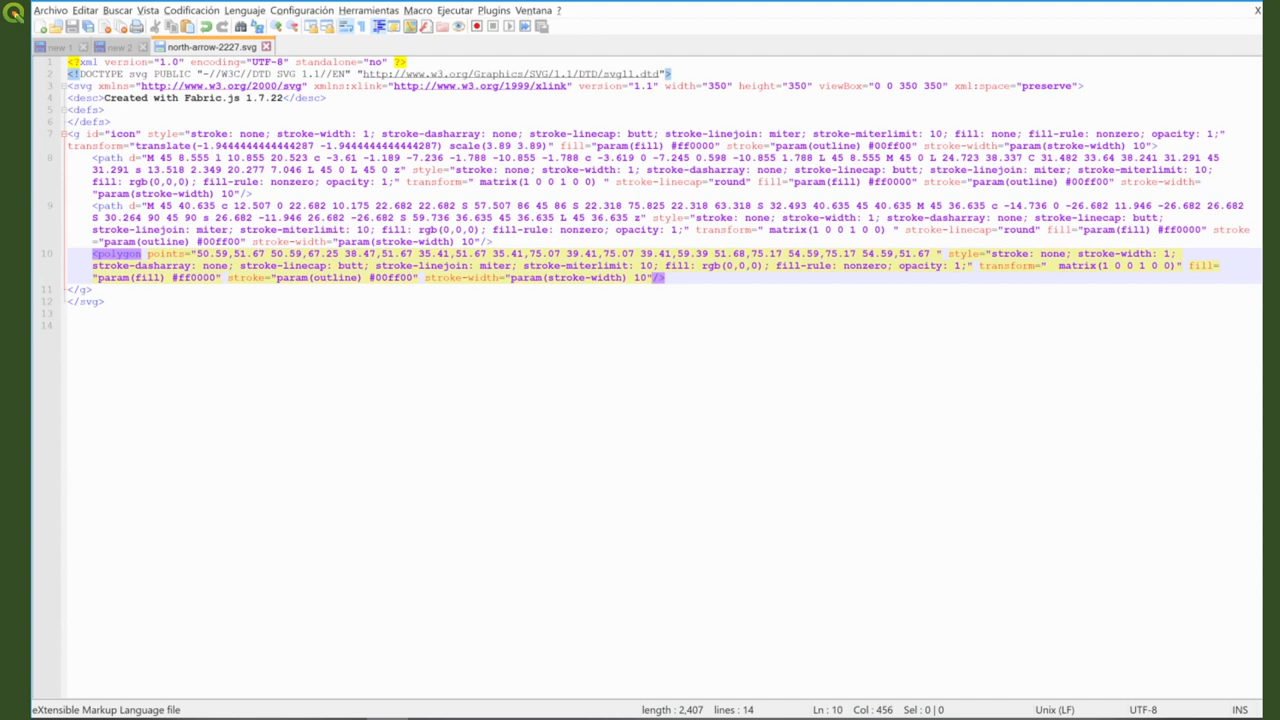 Archivo Editar Buscar Vista Codificación Lenguaje Configuración Herramientas Macro Ejecutar Plugins Ventana ? X
new 1 new 2 north-arrow-2227.svg
1 <?xml version="1.0" encoding="UTF-8" standalone="no" ?>
2 <!DOCTYPE svg PUBLIC "-//W3C//DTD SVG 1.1//EN" "http://www.w3.org/Graphics/SVG/1.1/DTD/svg11.dtd">
3 <svg xmlns="http://www.w3.org/2000/svg" xmlns:xlink="http://www.w3.org/1999/xlink" version="1.1" width="350" height="350" viewBox="0 0 350 350" xml:space="preserve">
4 <desc>Created with Fabric.js 1.7.22</desc>
5 <defs>
6 </defs>
7 <g id="icon" style="stroke: none; stroke-width: 1; stroke-dasharray: none; stroke-linecap: butt; stroke-linejoin: miter; stroke-miterlimit: 10; fill: none; fill-rule: nonzero; opacity: 1;"
transform="translate(-1.9444444444444287 -1.9444444444444287) scale(3.89 3.89)" fill="param(fill) #ff0000" stroke="param(outline) #00ff00" stroke-width="param(stroke-width) 10">
8 <path d="M 45 8.555 l 10.855 20.523 c -3.61 -1.189 -7.236 -1.788 -10.855 -1.788 c -3.619 0 -7.245 0.598 -10.855 1.788 L 45 8.555 M 45 0 L 24.723 38.337 C 31.482 33.64 38.241 31.291 45
31.291 s 13.518 2.349 20.277 7.046 L 45 0 L 45 0 z" style="stroke: none; stroke-width: 1; stroke-dasharray: none; stroke-linecap: butt; stroke-linejoin: miter; stroke-miterlimit: 10;
fill: rgb(0,0,0); fill-rule: nonzero; opacity: 1;" transform=" matrix(1 0 0 1 0 0) " stroke-linecap="round" fill="param(fill) #ff0000" stroke="param(outline) #00ff00" stroke-width=
"param(stroke-width) 10"/>
9 <path d="M 45 40.635 c 12.507 0 22.682 10.175 22.682 22.682 S 57.507 86 45 86 S 22.318 75.825 22.318 63.318 S 32.493 40.635 45 40.635 M 45 36.635 c -14.736 0 -26.682 11.946 -26.682 26.682
S 30.264 90 45 90 s 26.682 -11.946 26.682 -26.682 S 59.736 36.635 45 36.635 L 45 36.635 z" style="stroke: none; stroke-width: 1; stroke-dasharray: none; stroke-linecap: butt;
stroke-linejoin: miter; stroke-miterlimit: 10; fill: rgb(0,0,0); fill-rule: nonzero; opacity: 1;" transform=" matrix(1 0 0 1 0 0) " stroke-linecap="round" fill="param(fill) #ff0000" stroke
="param(outline) #00ff00" stroke-width="param(stroke-width) 10"/>
10 <polygon points="50.59,51.67 50.59,67.25 38.47,51.67 35.41,51.67 35.41,75.07 39.41,75.07 39.41,59.39 51.68,75.17 54.59,75.17 54.59,51.67 " style="stroke: none; stroke-width: 1;
stroke-dasharray: none; stroke-linecap: butt; stroke-linejoin: miter; stroke-miterlimit: 10; fill: rgb(0,0,0); fill-rule: nonzero; opacity: 1;" transform="  matrix(1 0 0 1 0 0)" fill=
"param(fill) #ff0000" stroke="param(outline) #00ff00" stroke-width="param(stroke-width) 10"/>
11 </g>
12 </svg>
13
14
eXtensible Markup Language file length : 2,407 lines : 14 Ln : 10 Col : 456 Sel : 0 | 0 Unix (LF) UTF-8 INS